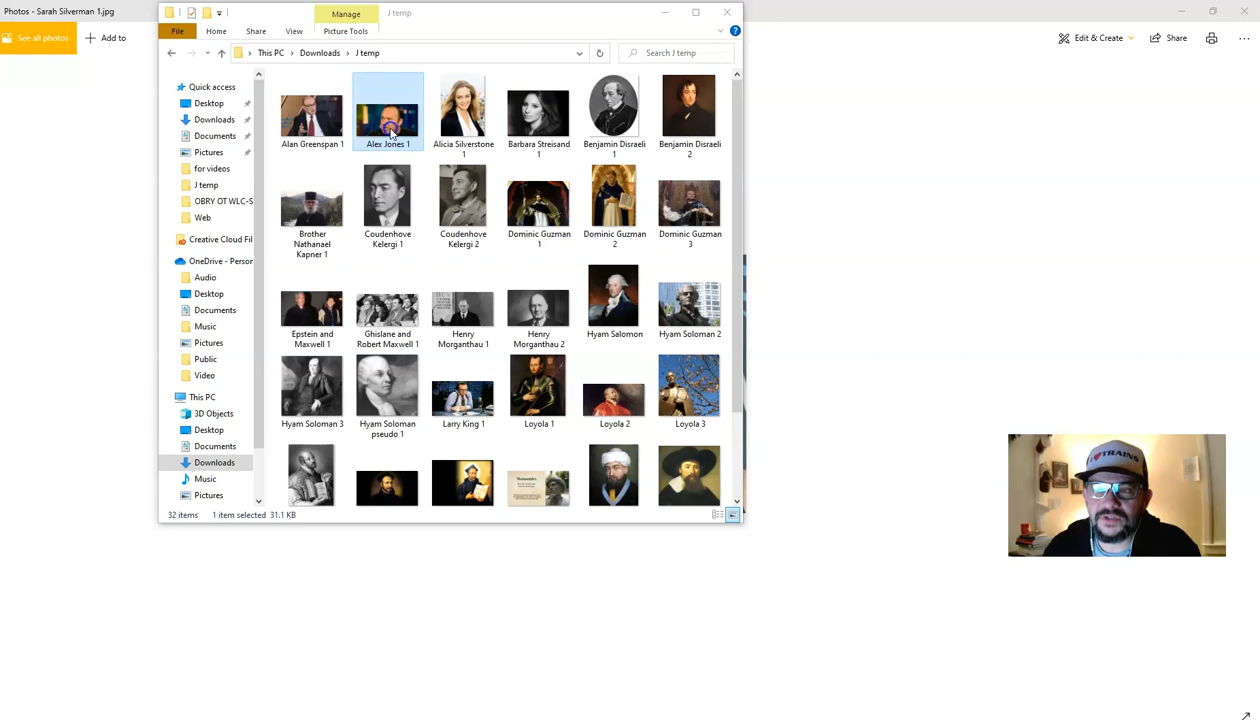 Photos - Sarah Silverman 1.jpg
See all photos
Add to
Edit & Create
Share
Manage
J temp
File
Home
Share
View
Picture Tools
This PC
Downloads
J temp
Search J temp
Quick access
Desktop
Downloads
Documents
Pictures
for videos
J temp
OBRY OT WLC-S
Web
Creative Cloud Fil
OneDrive - Person
Audio
Desktop
Documents
Music
Pictures
Public
Video
This PC
3D Objects
Desktop
Documents
Downloads
Music
Pictures
Alan Greenspan 1
Alex Jones 1
Alicia Silverstone
1
Barbara Streisand
1
Benjamin Disraeli
1
Benjamin Disraeli
2
Brother
Nathanael
Kapner 1
Coudenhove
Kelergi 1
Coudenhove
Kelergi 2
Dominic Guzman
1
Dominic Guzman
2
Dominic Guzman
3
Epstein and
Maxwell 1
Ghislane and
Robert Maxwell 1
Henry
Morganthau 1
Henry
Morganthau 2
Hyam Salomon
Hyam Soloman 2
Hyam Soloman 3
Hyam Soloman
pseudo 1
Larry King 1
Loyola 1
Loyola 2
Loyola 3
Maimonides
32 items
1 item selected
31.1 KB
I TRAINS